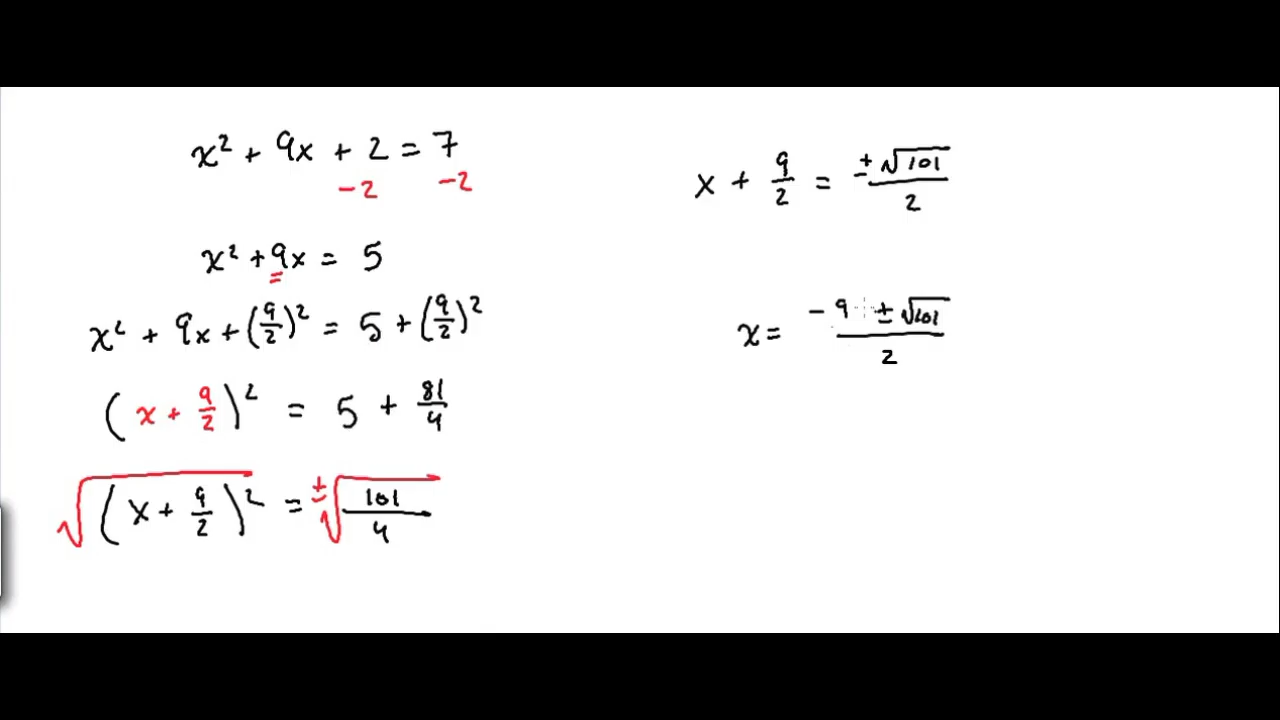 x² + 9x + 2 = 7
-2 -2
x² + 9x = 5
x² + 9x + (9/2)² = 5 + (9/2)²
(x + 9/2)² = 5 + 81/4
√(x + 9/2)² = ±√101/4
x + 9/2 = ±√101/2
x = -9 ± √101/2